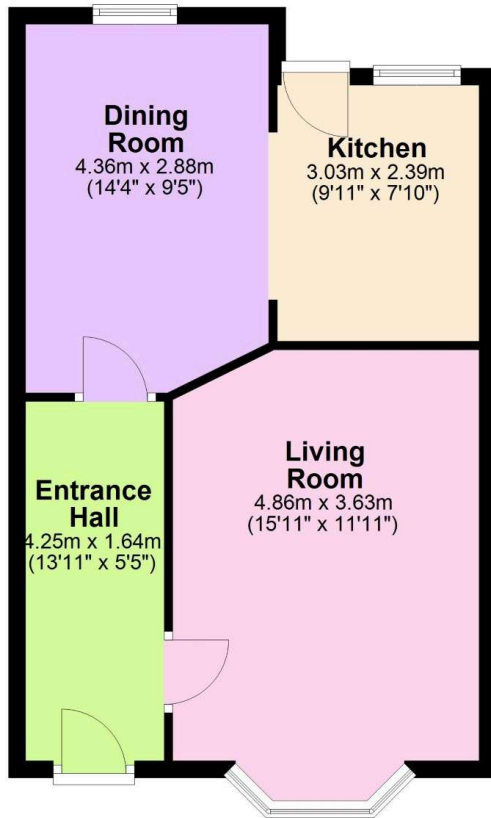 Dining
Room
4.36m x 2.88m
(14'4" x 9'5")
Kitchen
3.03m x 2.39m
(9'11" x 7'10")
Living
Room
4.86m x 3.63m
(15'11" x 11'11")
Entrance
Hall
4.25m x 1.64m
(13'11" x 5'5")